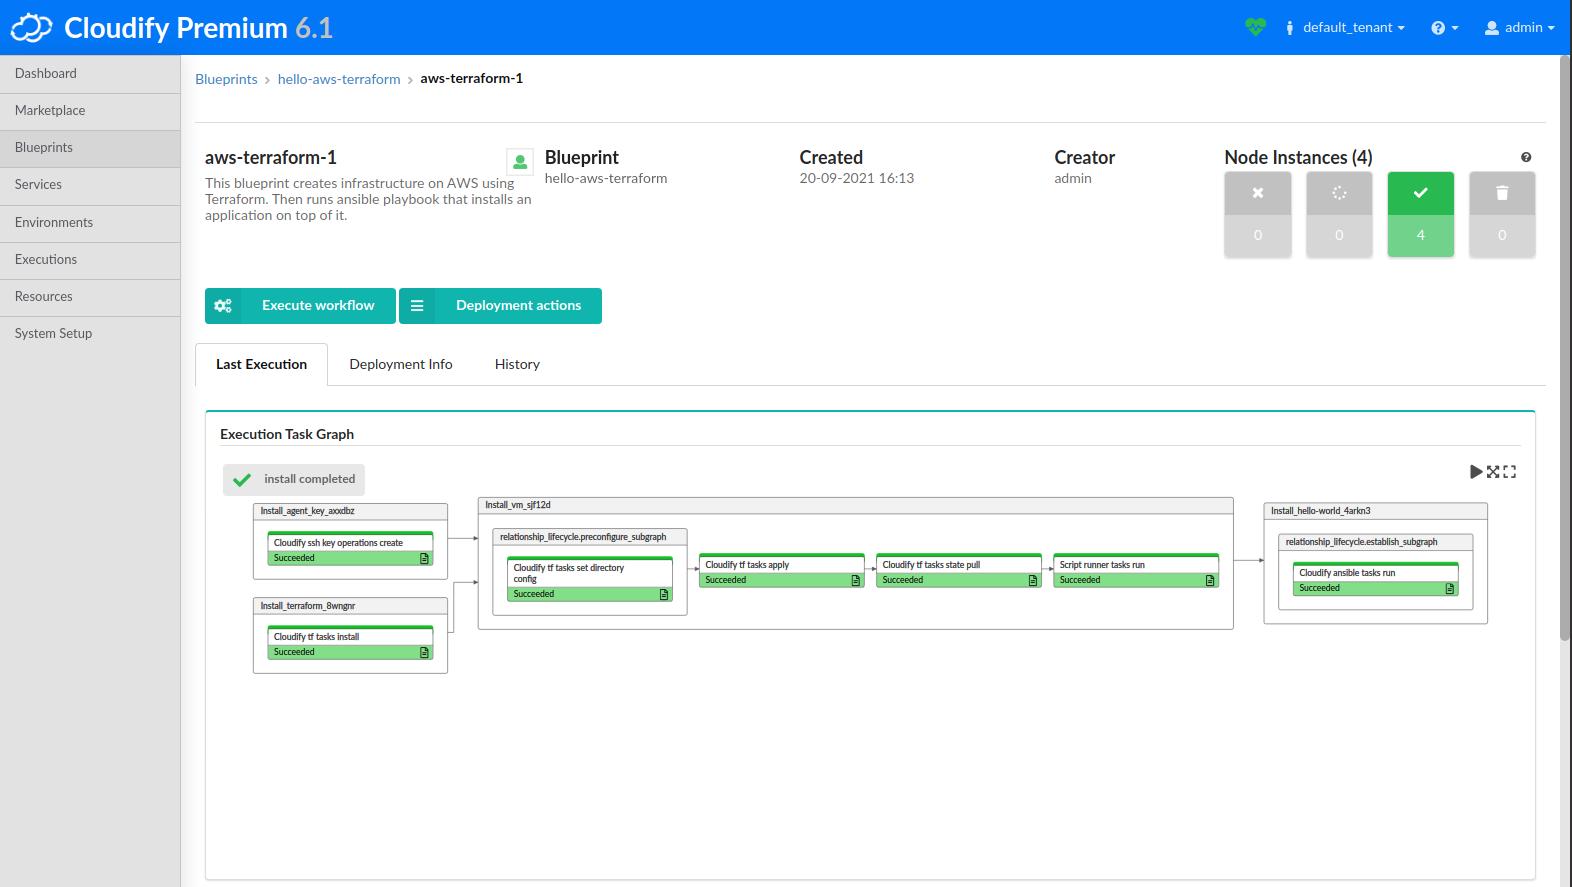 Cloudify Premium 6.1
default_tenant
admin
Dashboard
Marketplace
Blueprints
Services
Environments
Executions
Resources
System Setup
Blueprints > hello-aws-terraform > aws-terraform-1
aws-terraform-1
This blueprint creates infrastructure on AWS using
Terraform. Then runs ansible playbook that installs an
application on top of it.
Blueprint
hello-aws-terraform
Created
20-09-2021 16:13
Creator
admin
Node Instances (4)
0
0
4
0
Execute workflow
Deployment actions
Last Execution
Deployment Info
History
Execution Task Graph
install completed
Install_agent_key_axxdbz
Cloudify ssh key operations create
Succeeded
Install_terraform_8wngnr
Cloudify tf tasks install
Succeeded
Install_vm_sjf12d
relationship_lifecycle.preconfigure_subgraph
Cloudify tf tasks set directory
config
Succeeded
Cloudify tf tasks apply
Succeeded
Cloudify tf tasks state pull
Succeeded
Script runner tasks run
Succeeded
Install_hello-world_4arkn3
relationship_lifecycle.establish_subgraph
Cloudify ansible tasks run
Succeeded